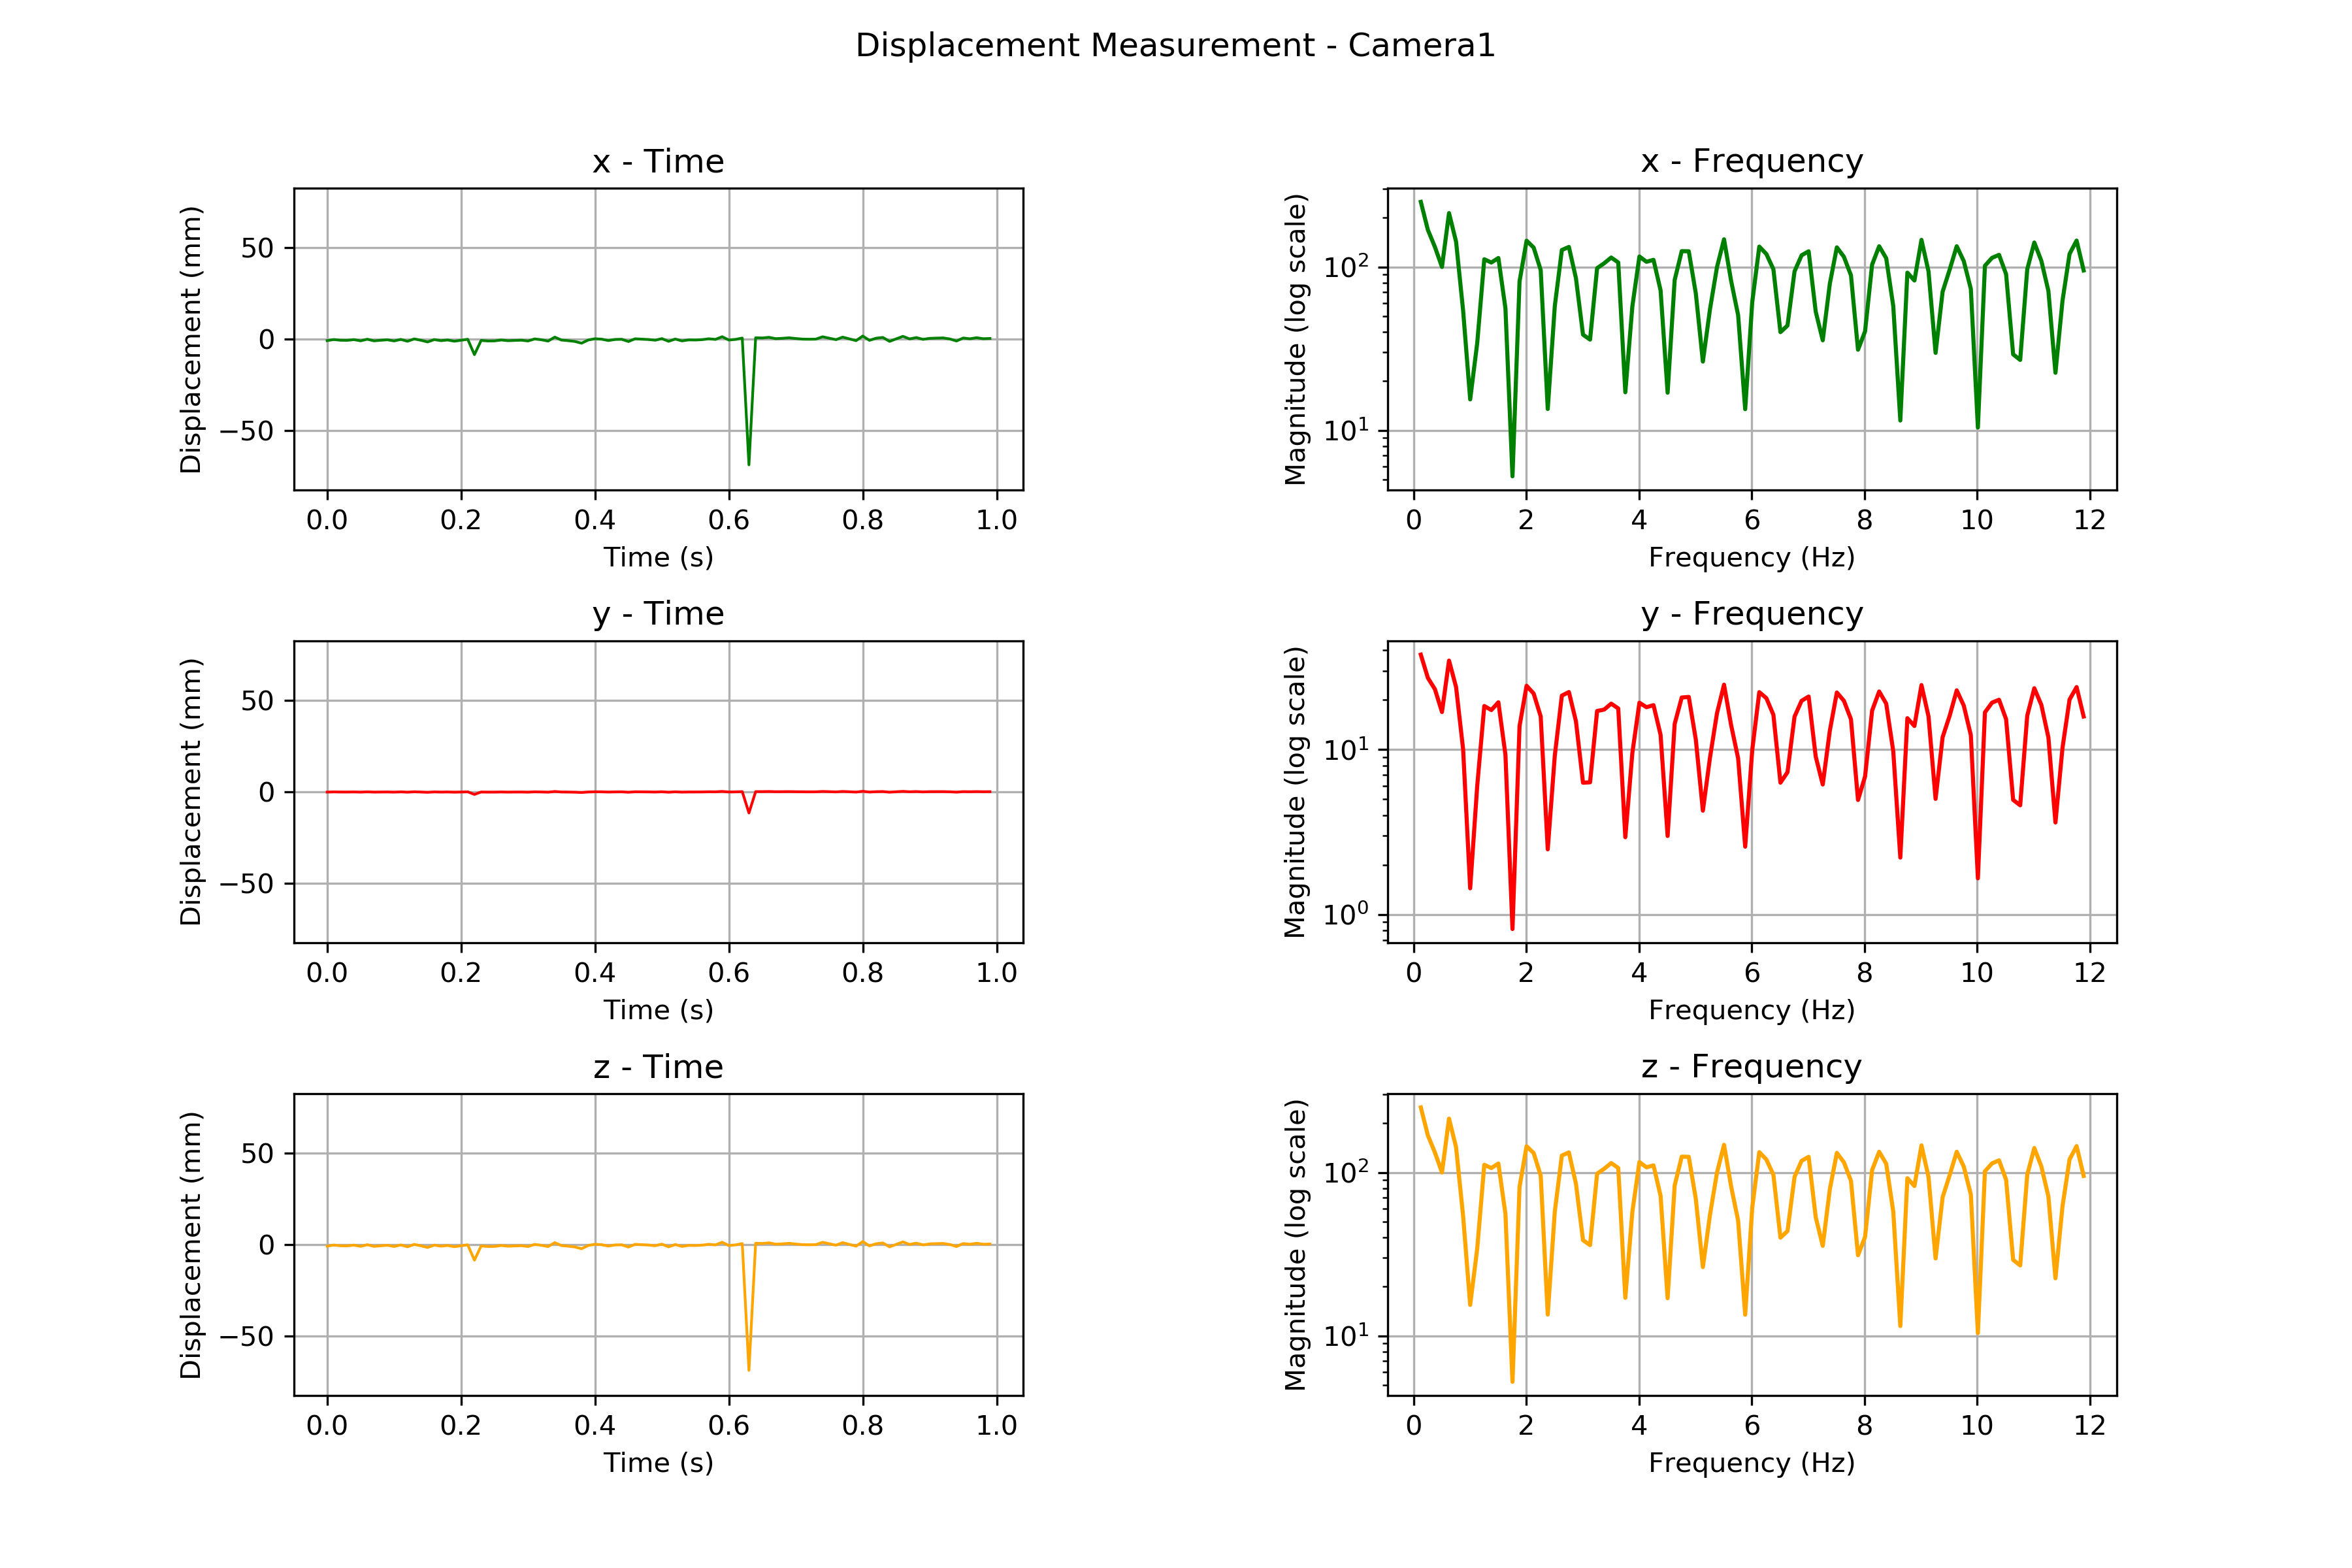 Displacement Measurement - Camera1
x - Time
Displacement (mm)
50
0
−50
0.0 0.2 0.4 0.6 0.8 1.0
Time (s)
x - Frequency
Magnitude (log scale)
10²
10¹
0 2 4 6 8 10 12
Frequency (Hz)
y - Time
Displacement (mm)
50
0
−50
0.0 0.2 0.4 0.6 0.8 1.0
Time (s)
y - Frequency
Magnitude (log scale)
10¹
10⁰
0 2 4 6 8 10 12
Frequency (Hz)
z - Time
Displacement (mm)
50
0
−50
0.0 0.2 0.4 0.6 0.8 1.0
Time (s)
z - Frequency
Magnitude (log scale)
10²
10¹
0 2 4 6 8 10 12
Frequency (Hz)